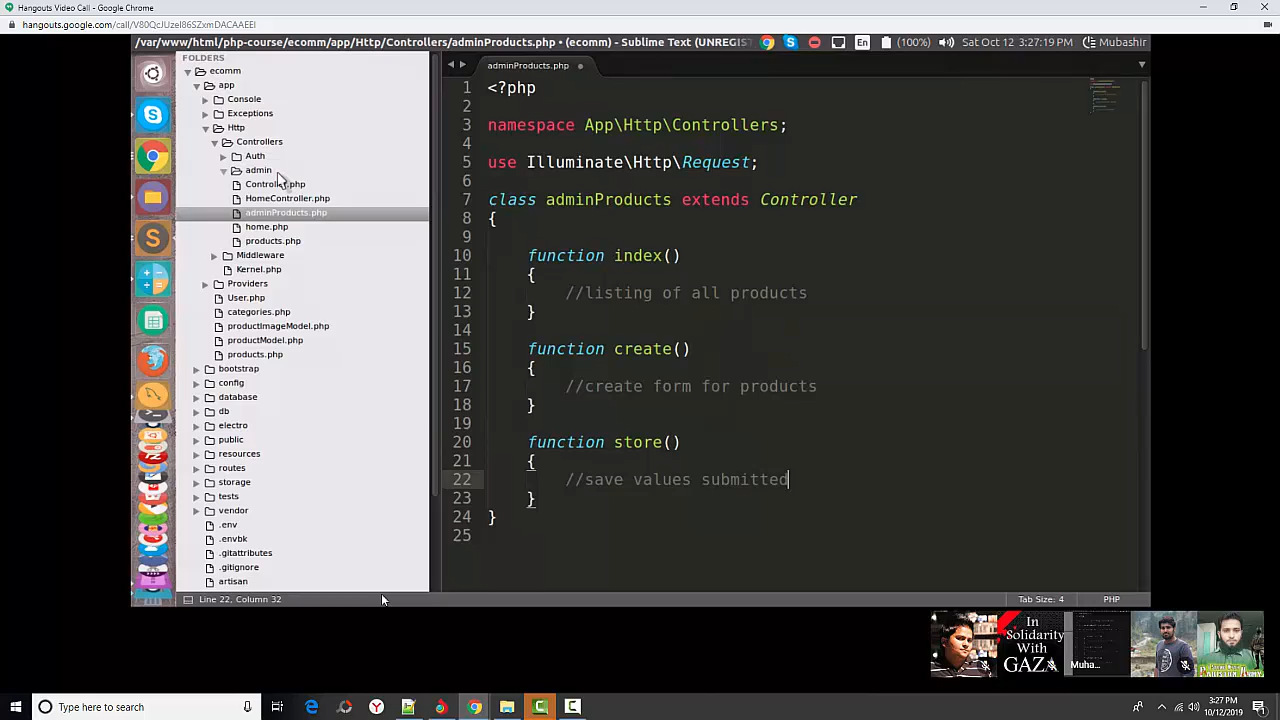 Hangouts Video Call - Google Chrome
hangouts.google.com/call/V80QcJUzel86SZxmDACAAEEI
/var/www/html/php-course/ecomm/app/Http/Controllers/adminProducts.php • (ecomm) - Sublime Text (UNREGIST
En
(100%)
Sat Oct 12 3:27:19 PM
Mubashir
FOLDERS
ecomm
app
Console
Exceptions
Http
Controllers
Auth
admin
Controller.php
HomeController.php
adminProducts.php
home.php
products.php
Middleware
Kernel.php
Providers
User.php
categories.php
productImageModel.php
productModel.php
products.php
bootstrap
config
database
db
electro
public
resources
routes
storage
tests
vendor
.env
.envbk
.gitattributes
.gitignore
artisan
adminProducts.php
1 <?php
2
3 namespace App\Http\Controllers;
4
5 use Illuminate\Http\Request;
6
7 class adminProducts extends Controller
8 {
9
10 function index()
11 {
12 //listing of all products
13 }
14
15 function create()
16 {
17 //create form for products
18 }
19
20 function store()
21 {
22 //save values submitted
23 }
24 }
25
Line 22, Column 32
Tab Size: 4
PHP
In
Solidarity
With
GAZA
Muha...
Type here to search
3:27 PM
10/12/2019